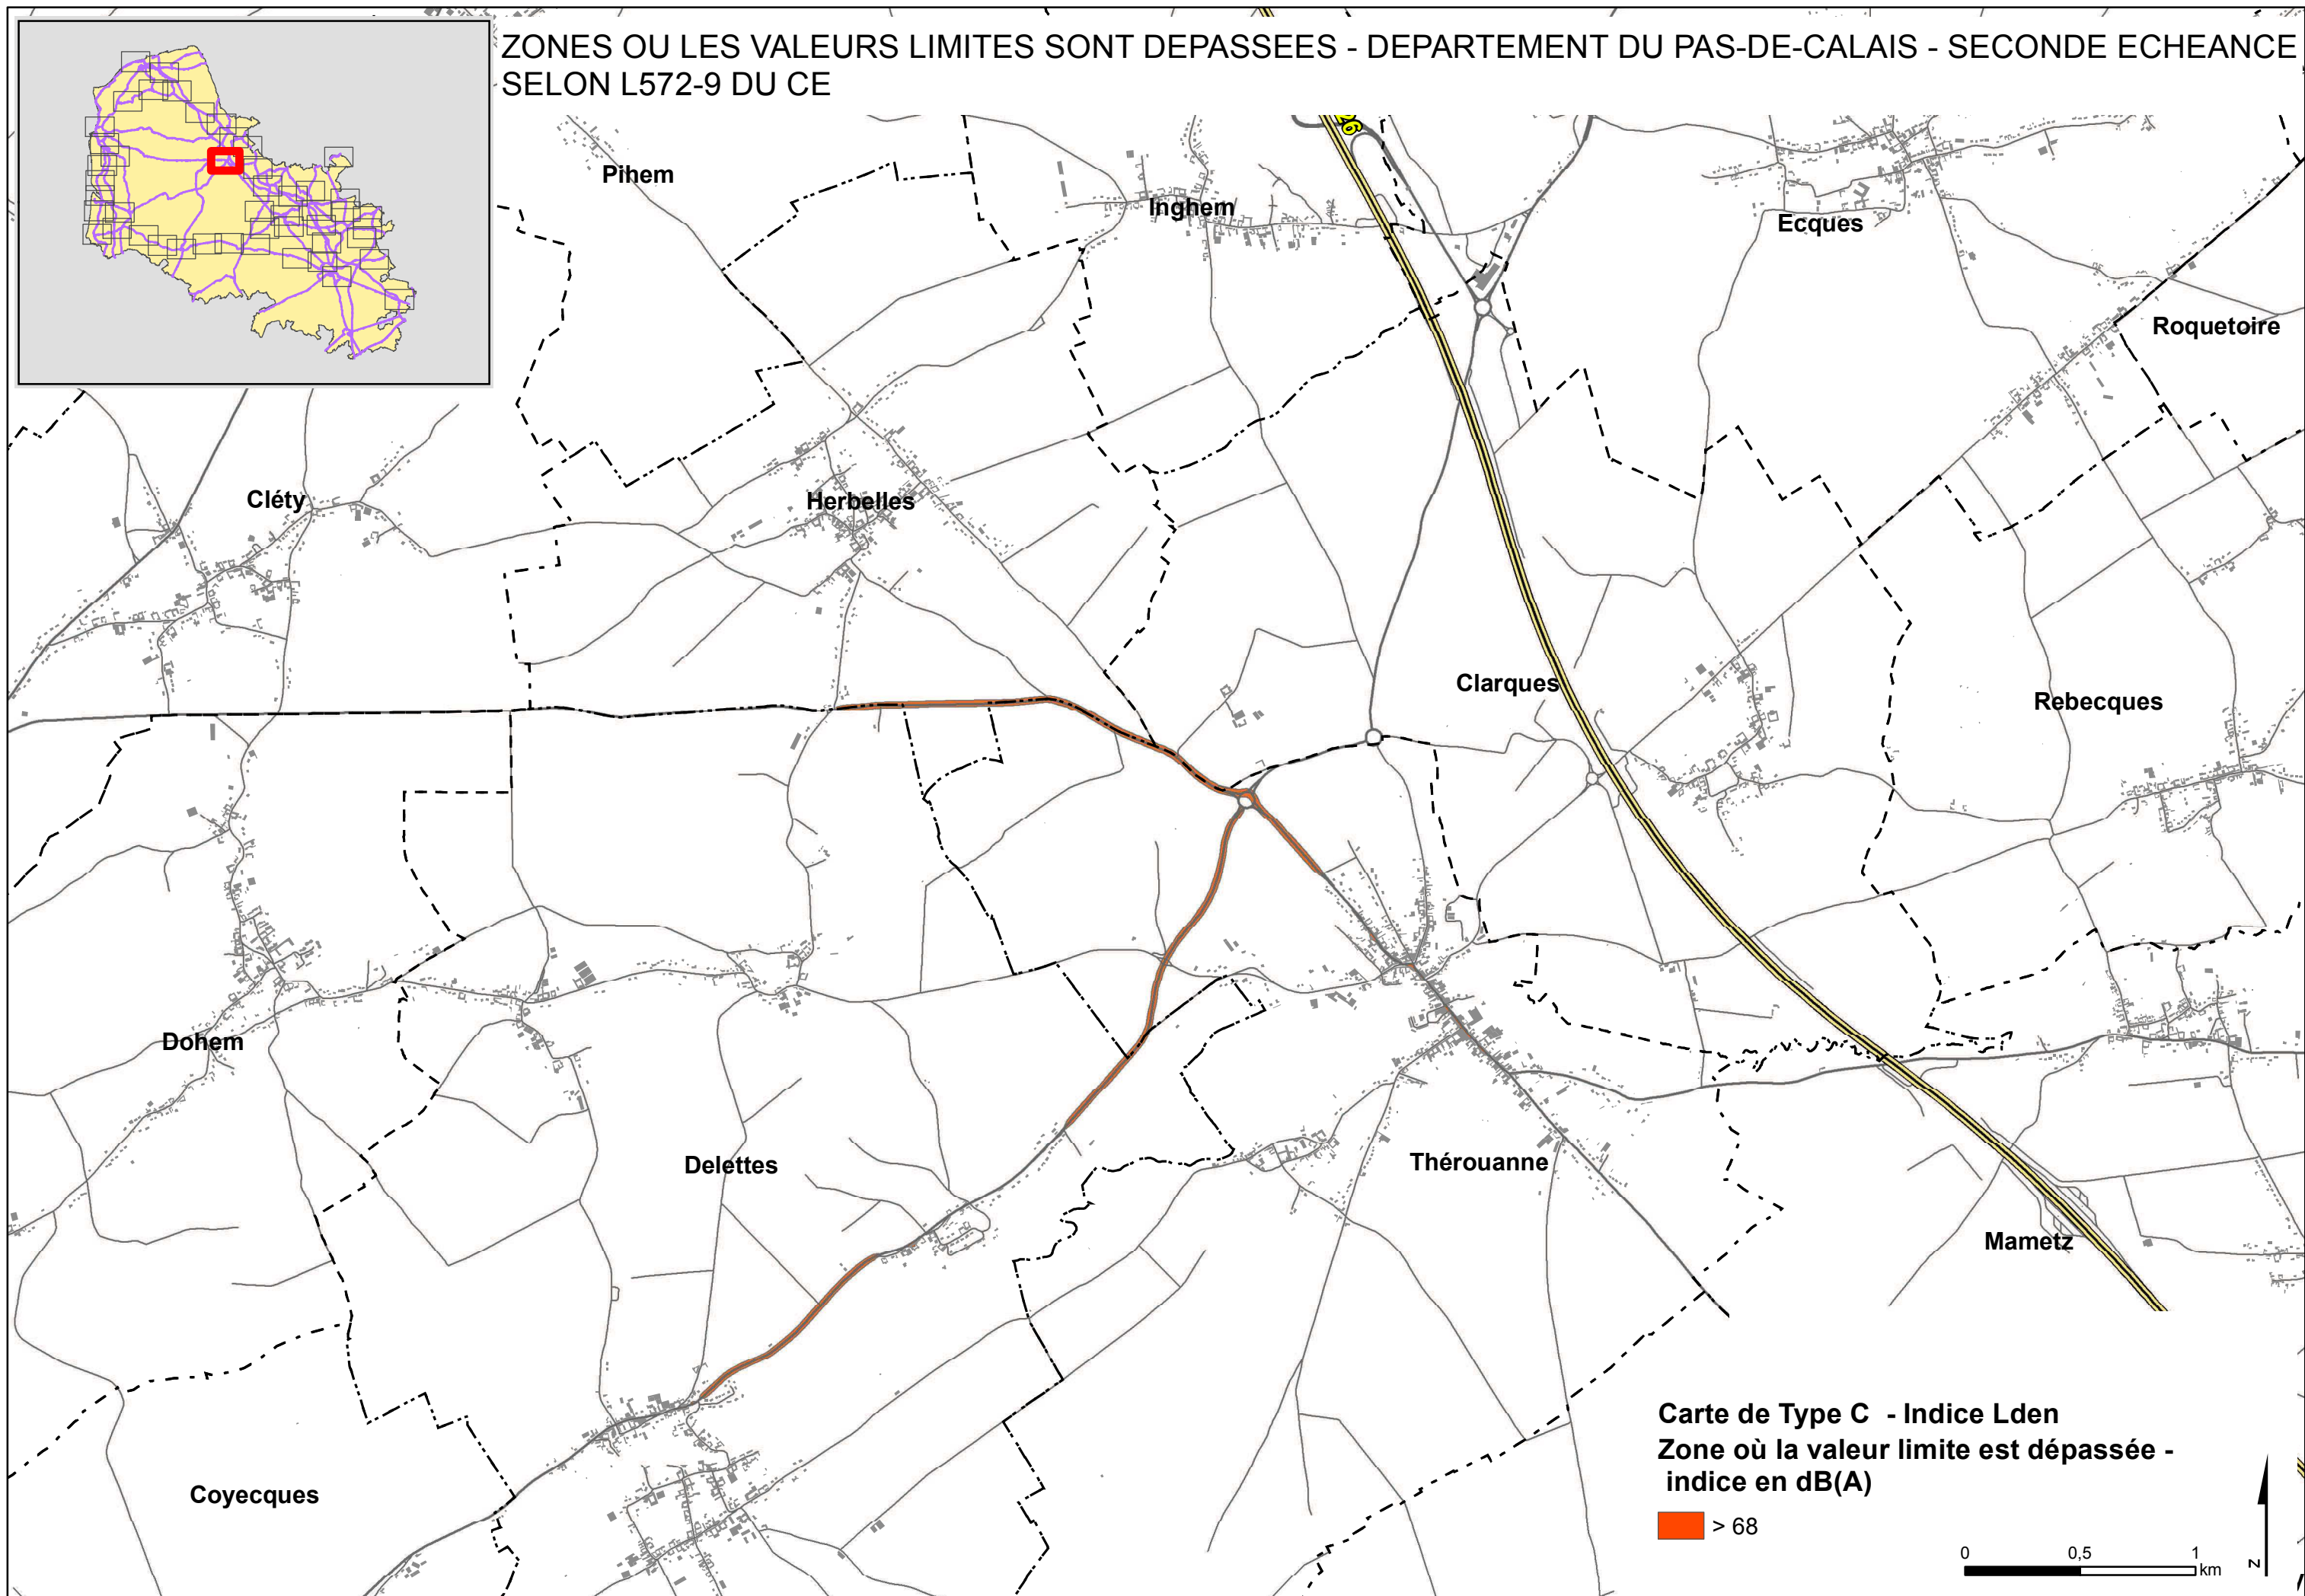 ZONES OU LES VALEURS LIMITES SONT DEPASSEES - DEPARTEMENT DU PAS-DE-CALAIS - SECONDE ECHEANCE
SELON L572-9 DU CE
Pihem
Inghem
Ecques
Roquetoire
Cléty
Herbelles
Clarques
Rebecques
Dohem
Delettes
Thérouanne
Mametz
Coyecques
Carte de Type C - Indice Lden
Zone où la valeur limite est dépassée -
indice en dB(A)
> 68
0 0,5 1
km
N